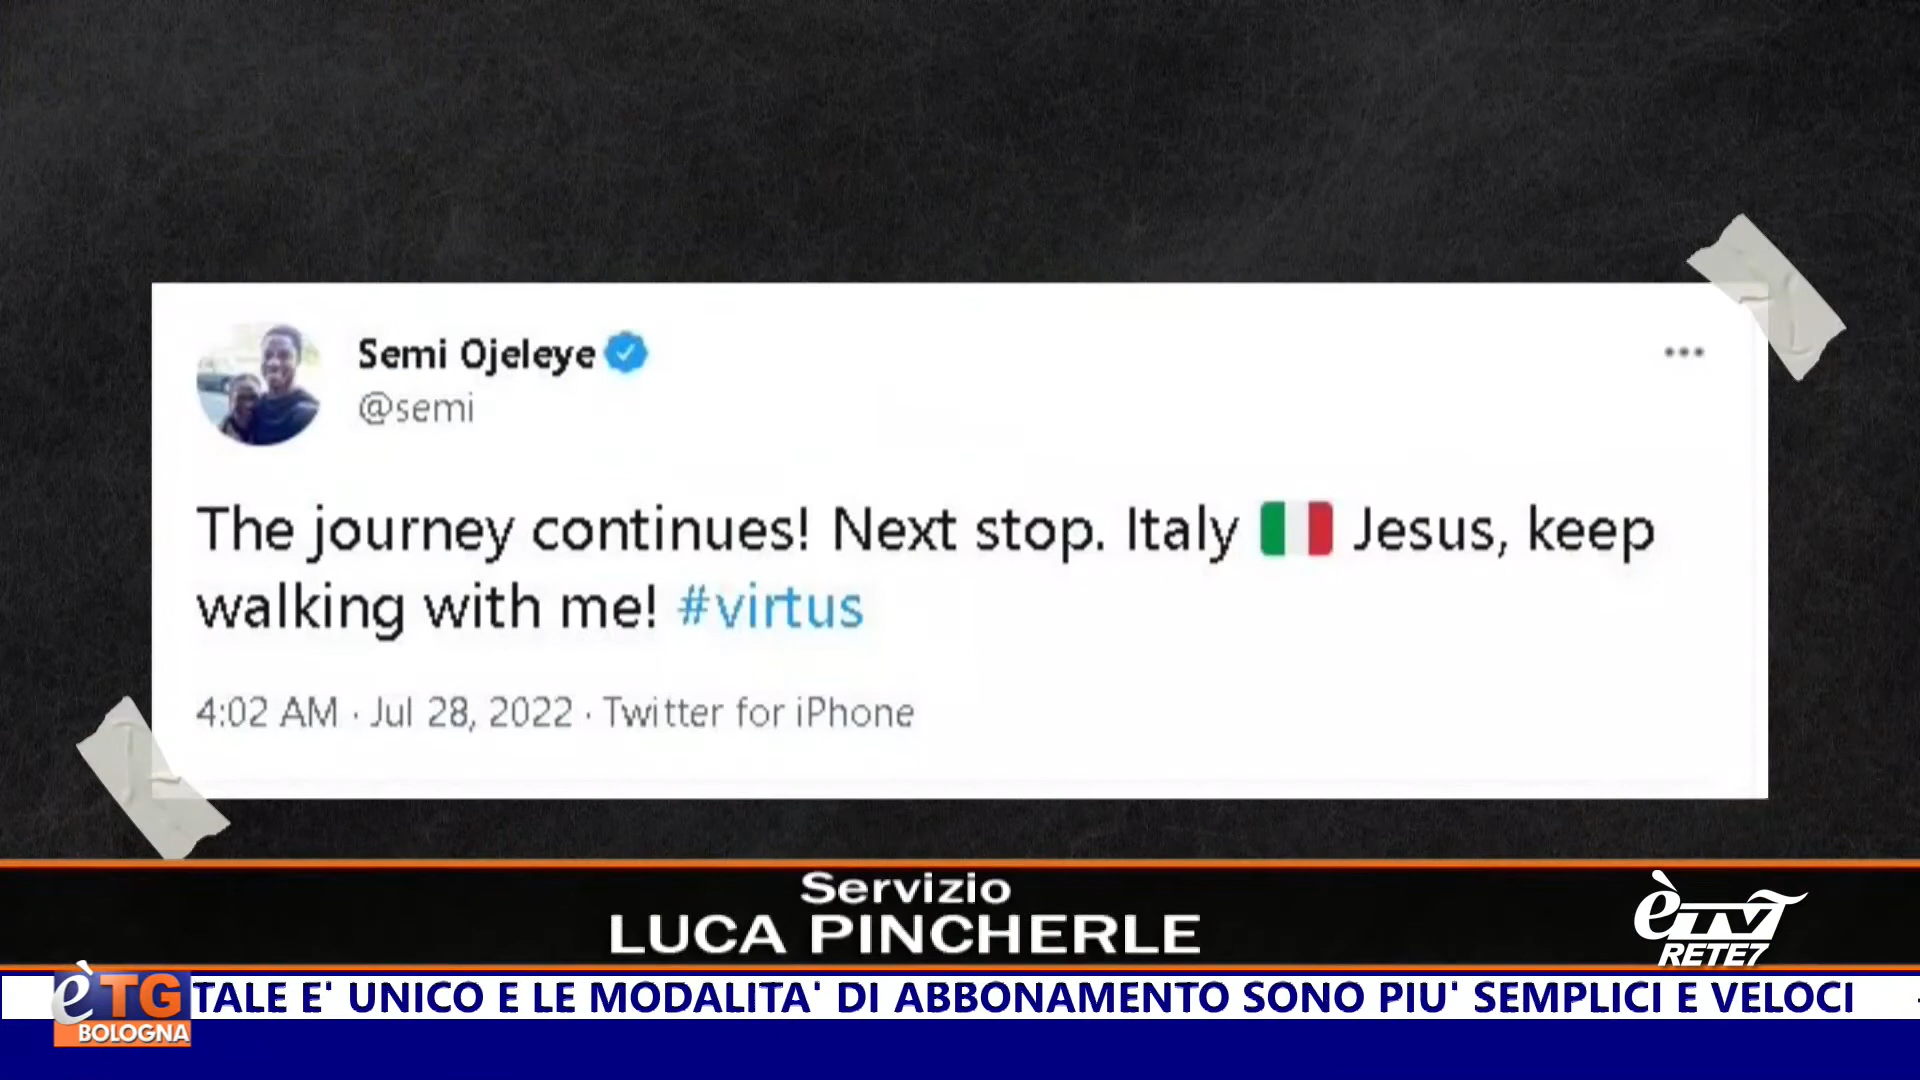 Semi Ojeleye
@semi
The journey continues! Next stop. Italy 🇮🇹 Jesus, keep
walking with me! #virtus
4:02 AM · Jul 28, 2022 · Twitter for iPhone
Servizio
LUCA PINCHERLE
èTV
RETE7
èTG
BOLOGNA
TALE E' UNICO E LE MODALITA' DI ABBONAMENTO SONO PIU' SEMPLICI E VELOCI